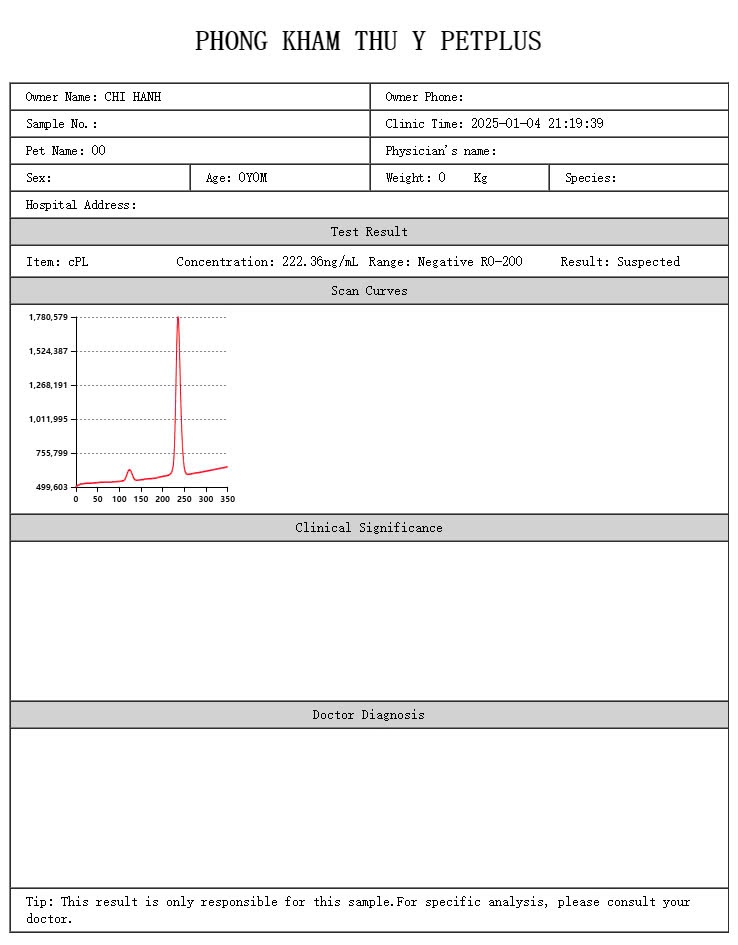 PHONG KHAM THU Y PETPLUS
Owner Name: CHI HANH Owner Phone:
Sample No.: Clinic Time: 2025-01-04 21:19:39
Pet Name: OO Physician's name:
Sex: Age: 0Y0M Weight: 0 Kg Species:
Hospital Address:
Test Result
Item: cPL Concentration: 222.36ng/mL Range: Negative R0-200 Result: Suspected
Scan Curves
1,780,579
1,524,387
1,268,191
1,011,995
755,799
499,603
0 50 100 150 200 250 300 350
Clinical Significance
Doctor Diagnosis
Tip: This result is only responsible for this sample.For specific analysis, please consult your
doctor.